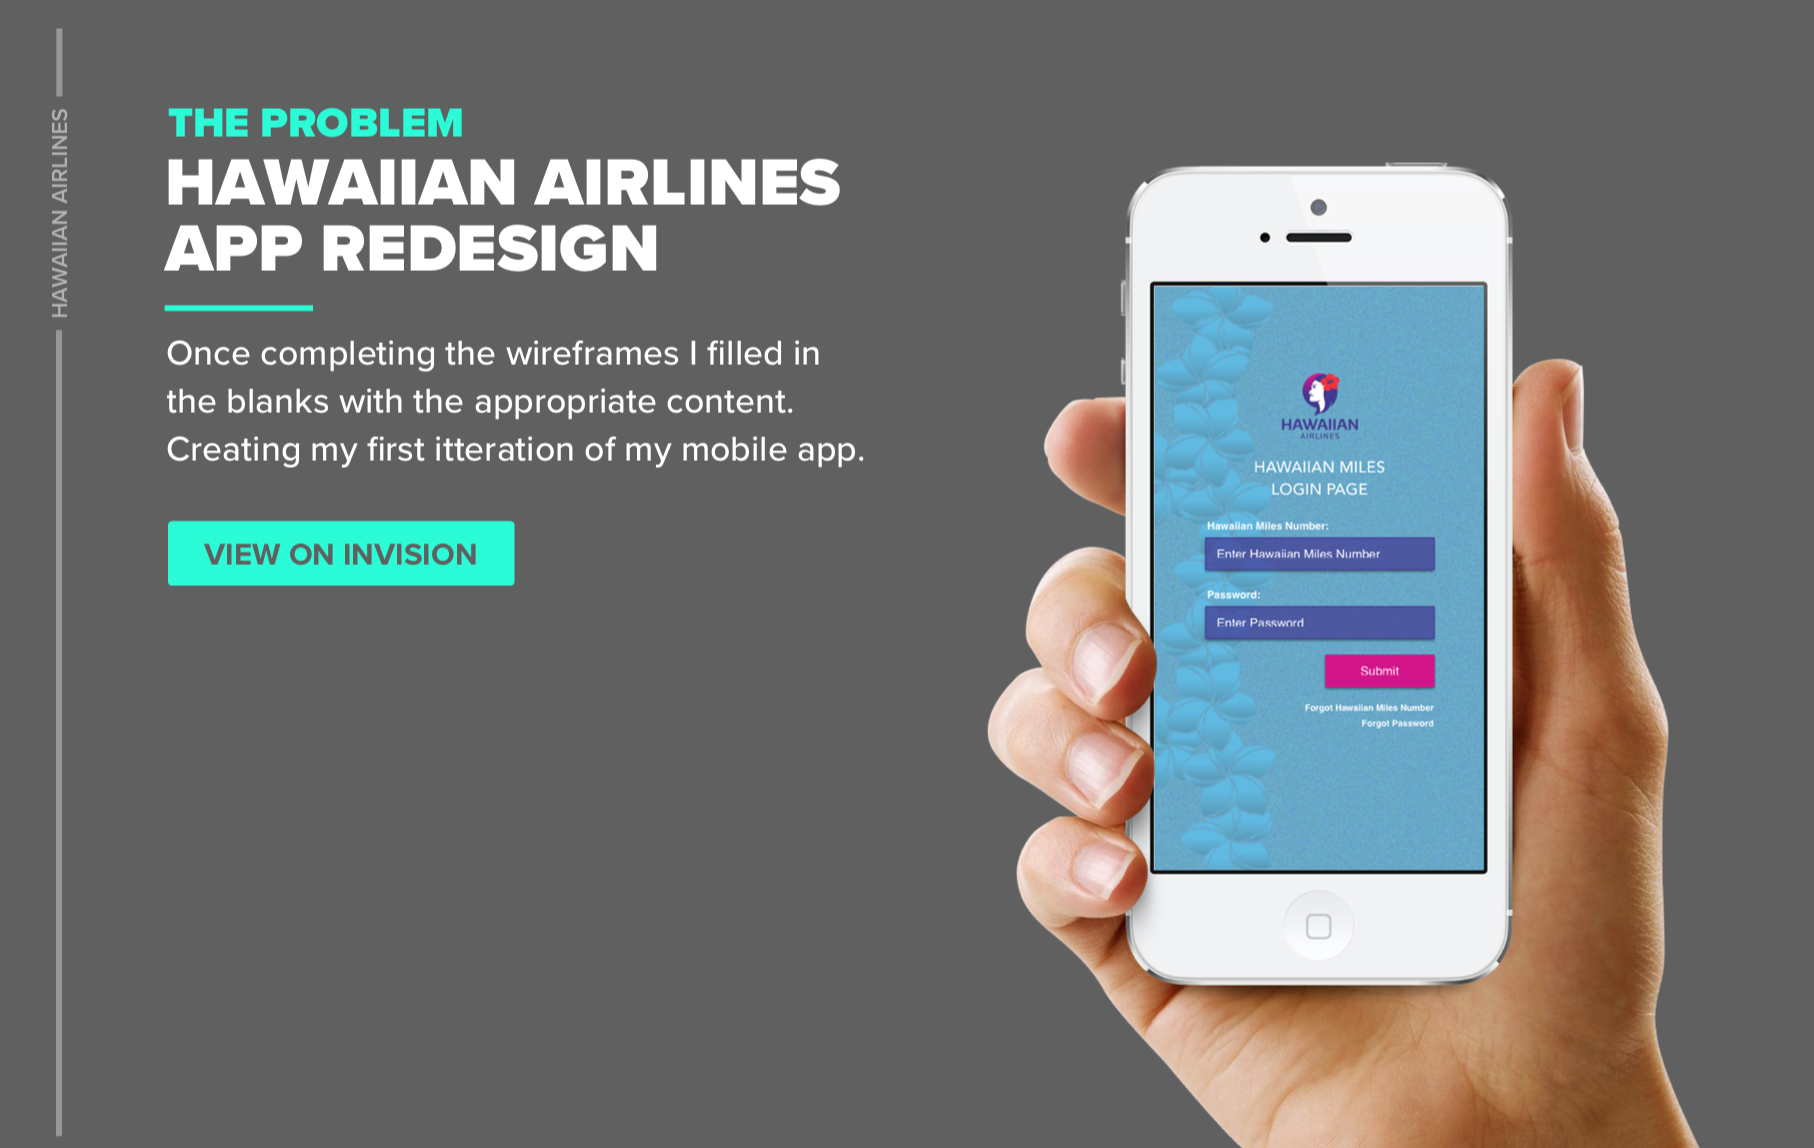 HAWAIIAN AIRLINES
THE PROBLEM
HAWAIIAN AIRLINES
APP REDESIGN
Once completing the wireframes I filled in
the blanks with the appropriate content.
Creating my first itteration of my mobile app.
VIEW ON INVISION
HAWAIIAN
AIRLINES
HAWAIIAN MILES
LOGIN PAGE
Hawaiian Miles Number:
Enter Hawaiian Miles Number
Password:
Enter Password
Submit
Forgot Hawaiian Miles Number
Forgot Password